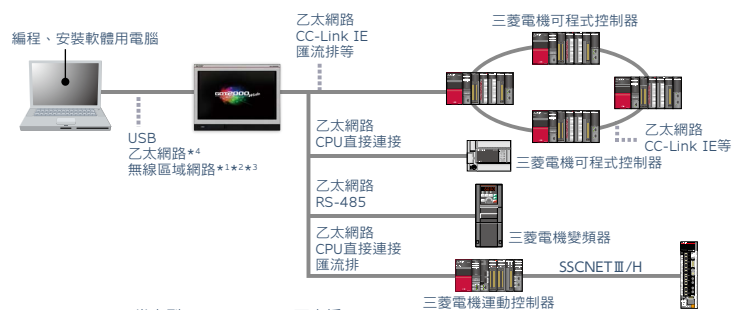 編程、安裝軟體用電腦
USB
乙太網路*4
無線區域網路*1*2*3
GOT2000
乙太網路
CC-Link IE
匯流排等
三菱電機可程式控制器
乙太網路
CC-Link IE等
乙太網路
CPU直接連接
三菱電機可程式控制器
乙太網路
RS-485
三菱電機變頻器
乙太網路
CPU直接連接
匯流排
三菱電機運動控制器
SSCNETⅢ/H